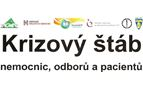 Krizový štáb
nemocnic, odborů a pacientů